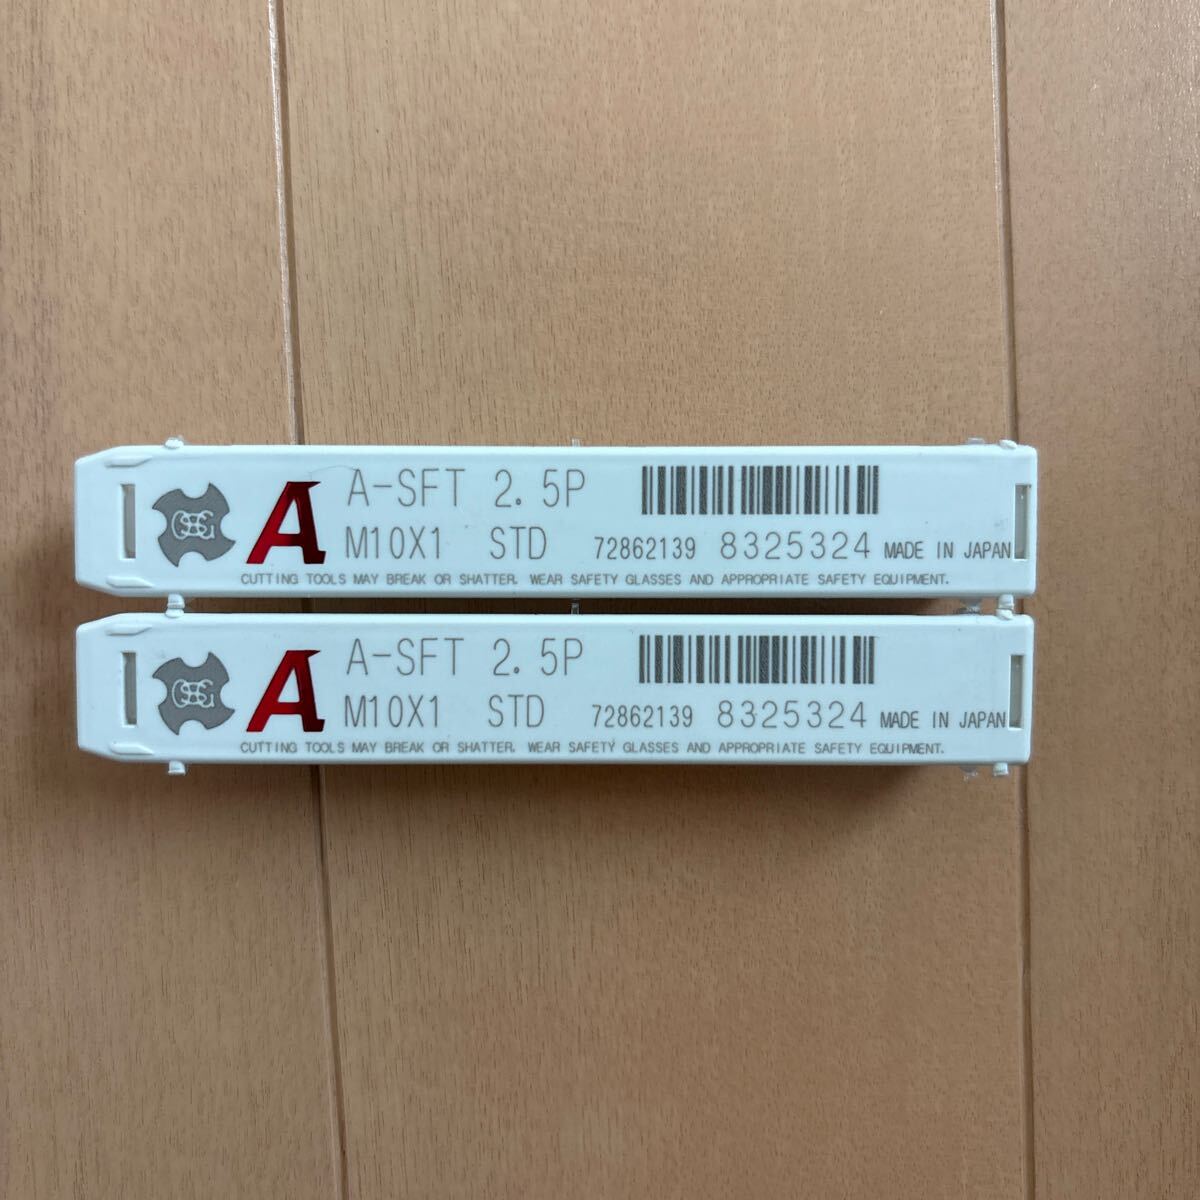 A A-SFT 2.5P
M10X1 STD 72862139 8325324 MADE IN JAPAN
CUTTING TOOLS MAY BREAK OR SHATTER. WEAR SAFETY GLASSES AND APPROPRIATE SAFETY EQUIPMENT.
A A-SFT 2.5P
M10X1 STD 72862139 8325324 MADE IN JAPAN
CUTTING TOOLS MAY BREAK OR SHATTER. WEAR SAFETY GLASSES AND APPROPRIATE SAFETY EQUIPMENT.